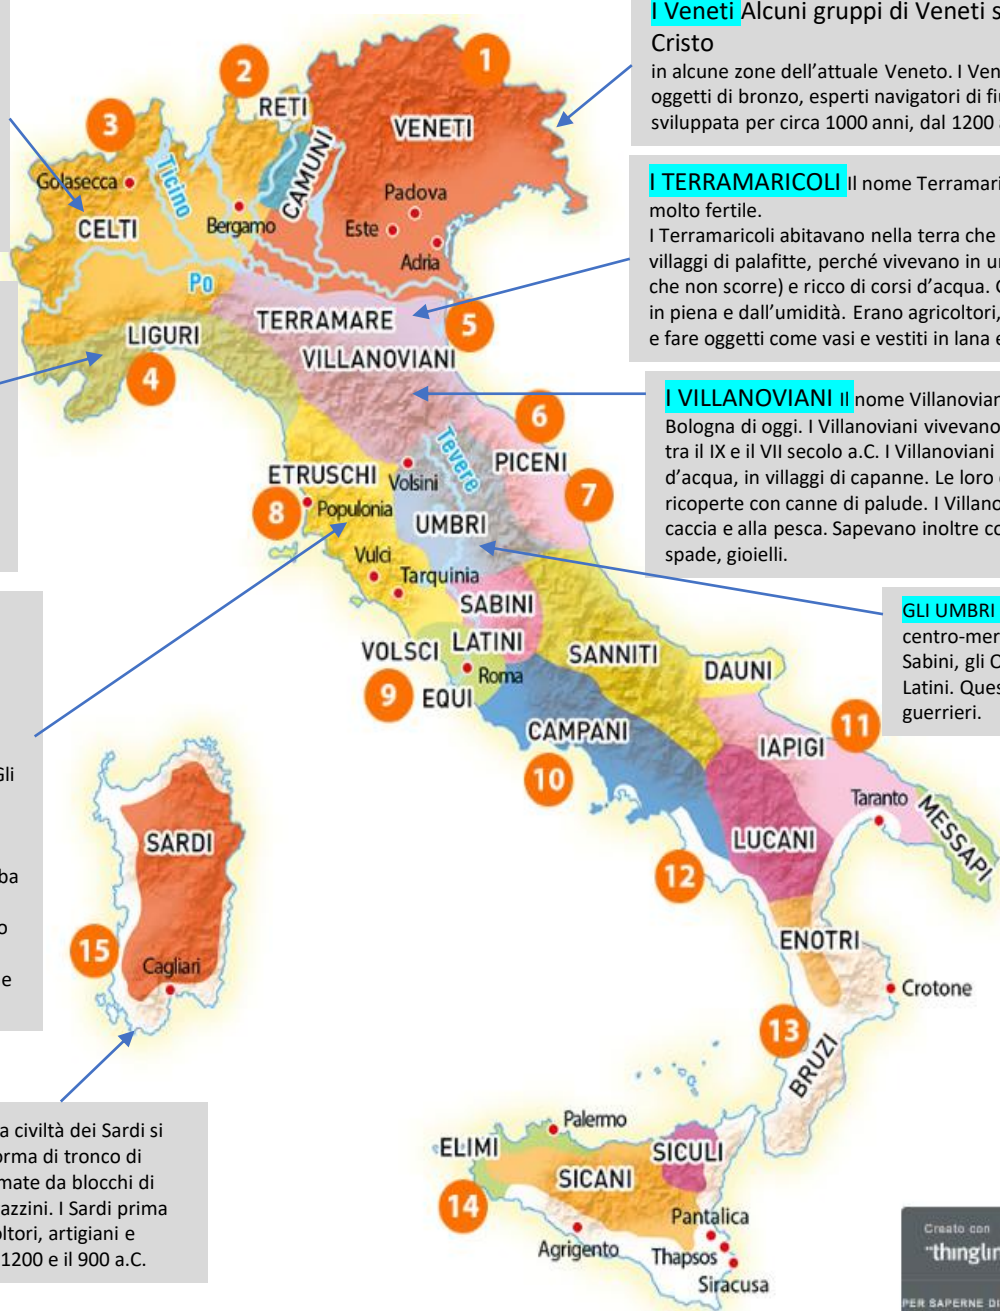 I Veneti Alcuni gruppi di Veneti s
Cristo
in alcune zone dell'attuale Veneto. I Ven
oggetti di bronzo, esperti navigatori di fiu
sviluppata per circa 1000 anni, dal 1200
I TERRAMARICOLI Il nome Terramari
molto fertile.
I Terramaricoli abitavano nella terra che
villaggi di palafitte, perché vivevano in un
che non scorre) e ricco di corsi d'acqua.
in piena e dall'umidità. Erano agricoltori,
e fare oggetti come vasi e vestiti in lana e
I VILLANOVIANI Il nome Villanovian
Bologna di oggi. I Villanoviani vivevano
tra il IX e il VII secolo a.C. I Villanoviani
d'acqua, in villaggi di capanne. Le loro
ricoperte con canne di palude. I Villano
caccia e alla pesca. Sapevano inoltre co
spade, gioielli.
GLI UMBRI
centro-mer
Sabini, gli O
Latini. Ques
guerrieri.
1
2
RETI
3
VENETI
CAMUNI
Golasecca
Ticino
Padova
CELTI
Bergamo
Este
Adria
Po
TERRAMARE
5
LIGURI
VILLANOVIANI
4
6
Tevere
PICENI
ETRUSCHI
Volsini
7
8
Populonia
UMBRI
Vulci
Tarquinia
SABINI
VOLSCI
LATINI
SANNITI
DAUNI
Roma
9
EQUI
CAMPANI
11
IAPIGI
10
Taranto
MESSAPI
LUCANI
12
SARDI
ENOTRI
15
Cagliari
Crotone
13
BRUZI
Palermo
ELIMI
SICULI
SICANI
14
Pantalica
Agrigento
Thapsos
Siracusa
Gli
ba
o
e
a civiltà dei Sardi si
orma di tronco di
mate da blocchi di
azzini. I Sardi prima
oltori, artigiani e
1200 e il 900 a.C.
Creato con
"thinglin
PER SAPERNE DI